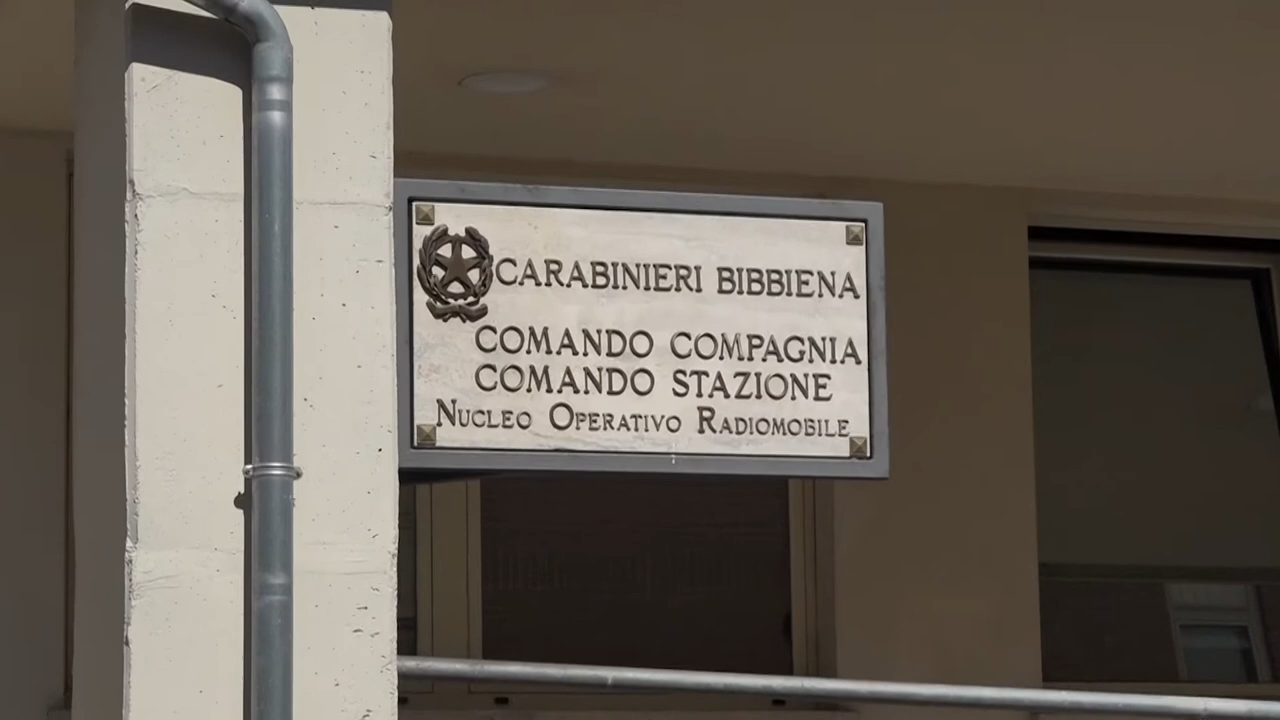 CARABINIERI BIBBIENA
COMANDO COMPAGNIA
COMANDO STAZIONE
NUCLEO OPERATIVO RADIOMOBILE